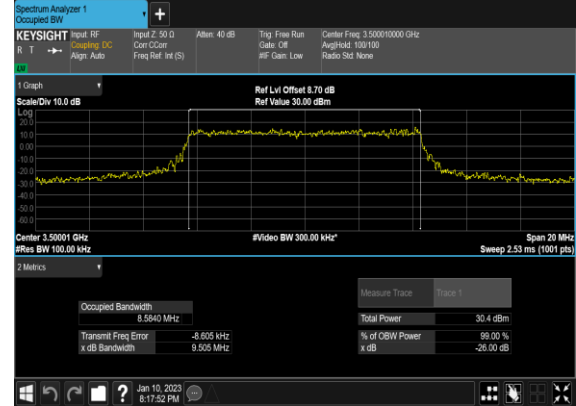 Spectrum Analyzer 1
Occupied BW
+
KEYSIGHT Input: RF Input Z: 50 Ω Atten: 40 dB Trig: Free Run Center Freq: 3.500010000 GHz
R T Coupling: DC Corr CCorr Gate: Off Avg|Hold: 100/100
Align: Auto Freq Ref: Int (S) #IF Gain: Low Radio Std: None
LXI
1 Graph
Ref Lvl Offset 8.70 dB
Scale/Div 10.0 dB Ref Value 30.00 dBm
Log
20.0
10.0
0.00
-10.0
-20.0
-30.0
-40.0
-50.0
-60.0
Center 3.50001 GHz #Video BW 300.00 kHz* Span 20 MHz
#Res BW 100.00 kHz Sweep 2.53 ms (1001 pts)
2 Metrics
Measure Trace Trace 1
Occupied Bandwidth
8.5840 MHz Total Power 30.4 dBm
Transmit Freq Error -8.605 kHz % of OBW Power 99.00 %
x dB Bandwidth 9.505 MHz x dB -26.00 dB
? Jan 10, 2023
8:17:52 PM